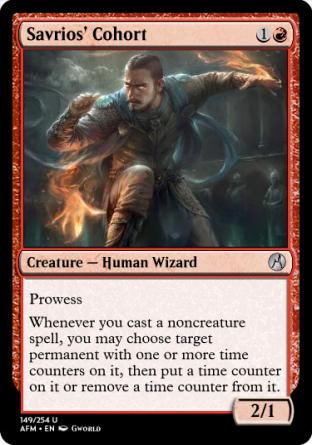 Savrios' Cohort 1
Creature — Human Wizard
Prowess
Whenever you cast a noncreature
spell, you may choose target
permanent with one or more time
counters on it, then put a time counter
on it or remove a time counter from it.
2/1
149/254 U
AFM • EN GWORLD